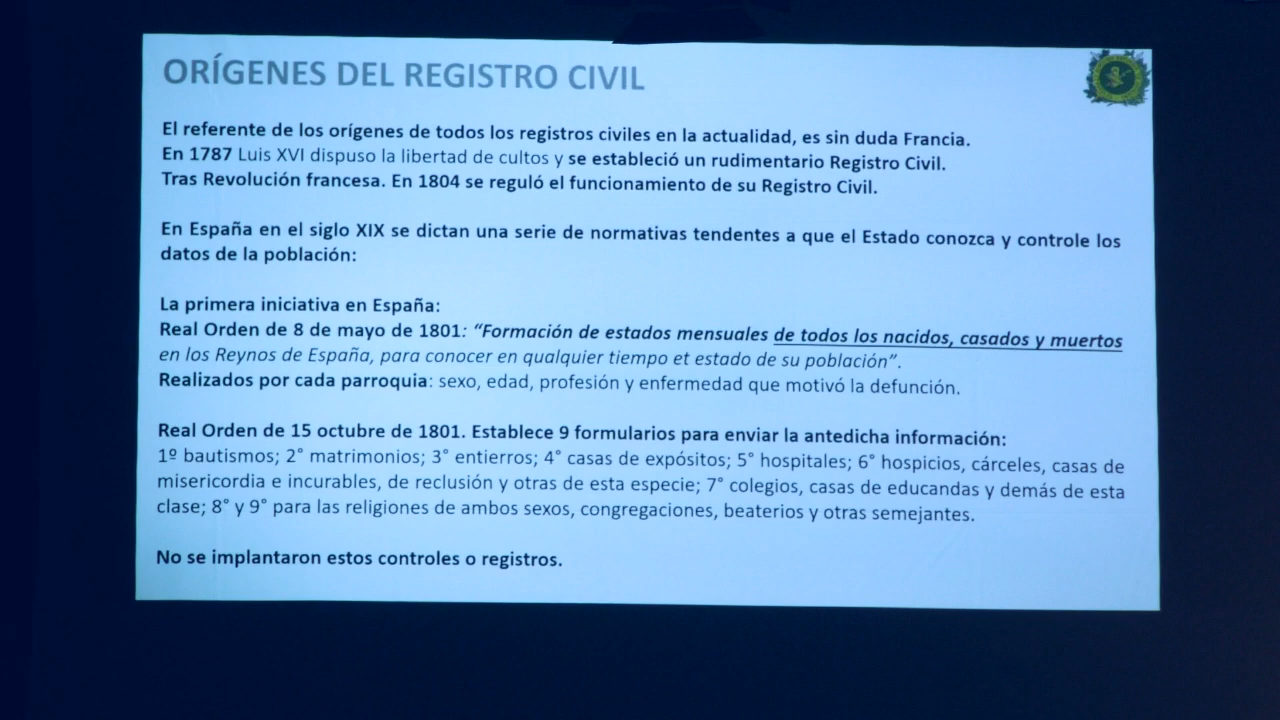 ORÍGENES DEL REGISTRO CIVIL
El referente de los orígenes de todos los registros civiles en la actualidad, es sin duda Francia.
En 1787 Luis XVI dispuso la libertad de cultos y se estableció un rudimentario Registro Civil.
Tras Revolución francesa. En 1804 se reguló el funcionamiento de su Registro Civil.
En España en el siglo XIX se dictan una serie de normativas tendentes a que el Estado conozca y controle los
datos de la población:
La primera iniciativa en España:
Real Orden de 8 de mayo de 1801: “Formación de estados mensuales de todos los nacidos, casados y muertos
en los Reynos de España, para conocer en qualquier tiempo et estado de su población”.
Realizados por cada parroquia: sexo, edad, profesión y enfermedad que motivó la defunción.
Real Orden de 15 octubre de 1801. Establece 9 formularios para enviar la antedicha información:
1º bautismos; 2° matrimonios; 3° entierros; 4° casas de expósitos; 5° hospitales; 6° hospicios, cárceles, casas de
misericordia e incurables, de reclusión y otras de esta especie; 7° colegios, casas de educandas y demás de esta
clase; 8° y 9° para las religiones de ambos sexos, congregaciones, beaterios y otras semejantes.
No se implantaron estos controles o registros.